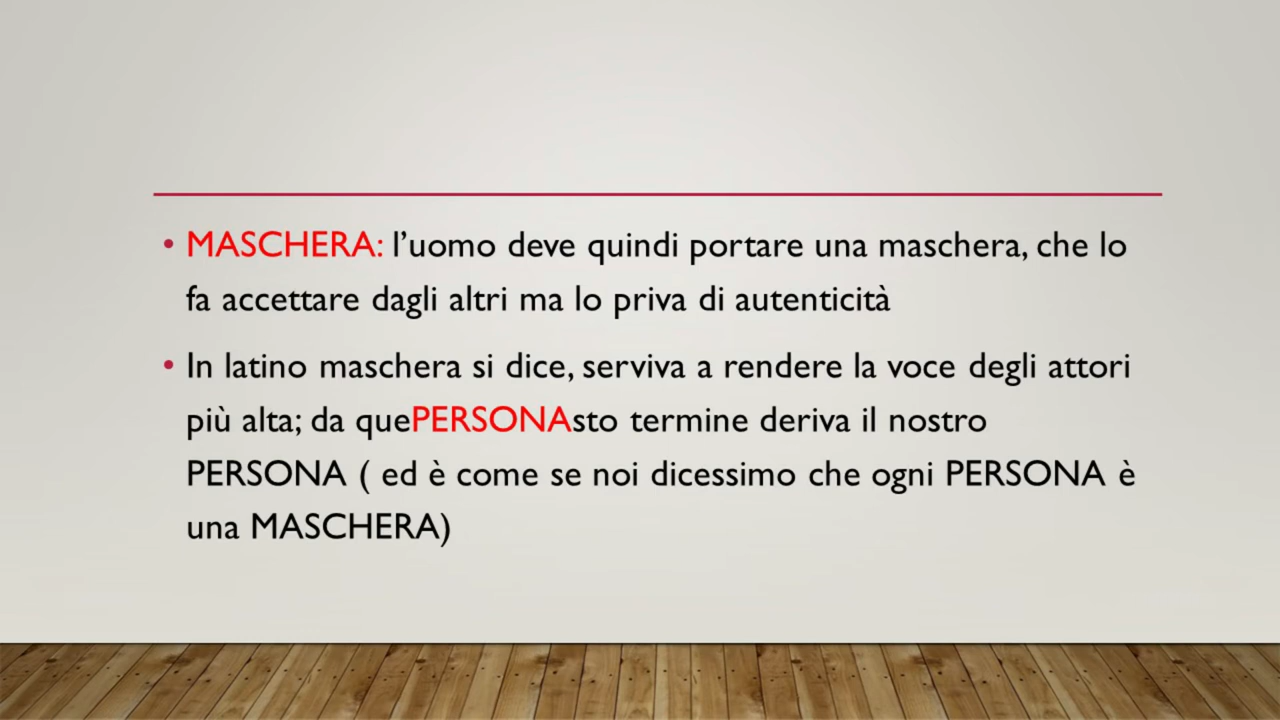 • MASCHERA: l’uomo deve quindi portare una maschera, che lo
fa accettare dagli altri ma lo priva di autenticità
• In latino maschera si dice, serviva a rendere la voce degli attori
più alta; da quePERSONAsto termine deriva il nostro
PERSONA ( ed è come se noi dicessimo che ogni PERSONA è
una MASCHERA)